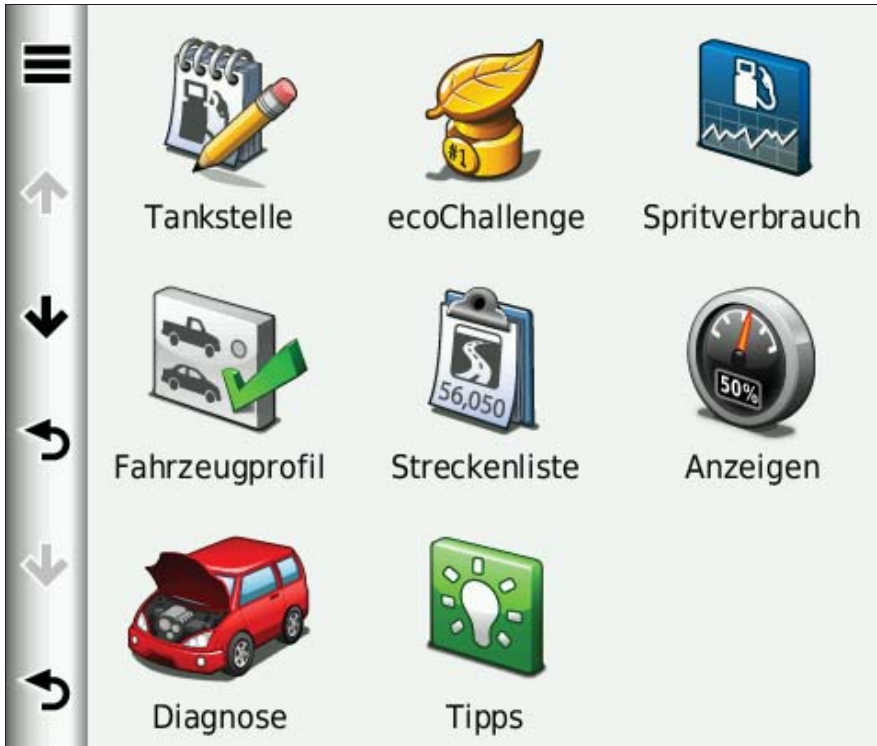 #1
Tankstelle
ecoChallenge
Spritverbrauch
56,050
50%
Fahrzeugprofil
Streckenliste
Anzeigen
Diagnose
Tipps